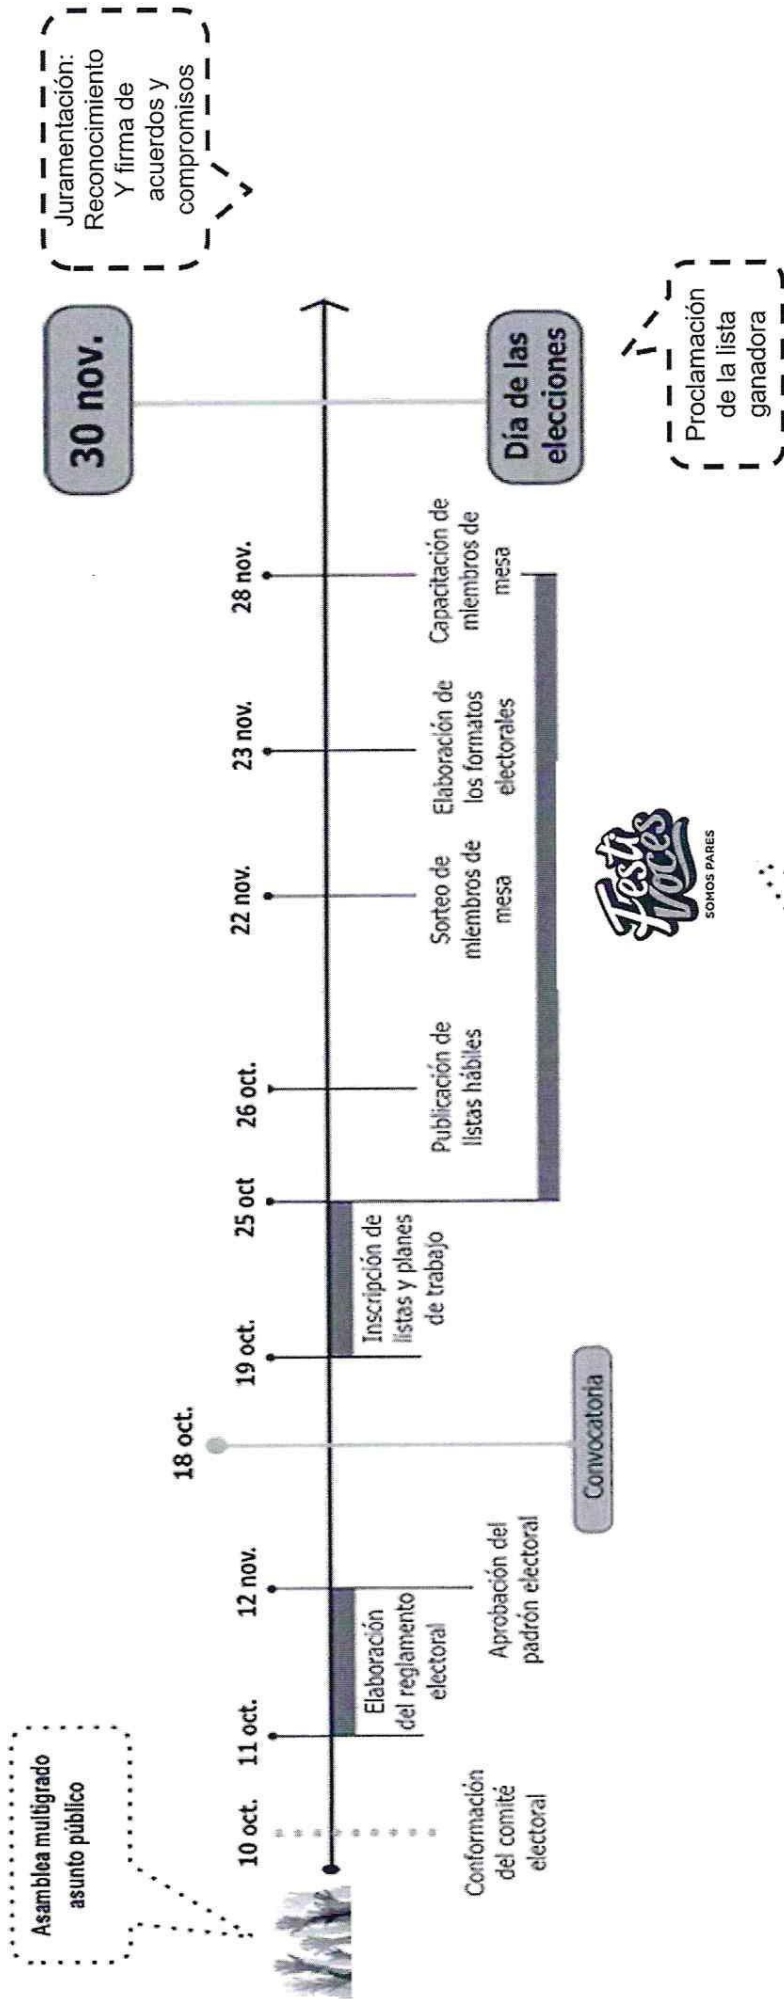 Asamblea multigrado
asunto público
10 oct.
Conformación
del comité
electoral
11 oct.
Elaboración
del reglamento
electoral
12 nov.
Aprobación del
padrón electoral
18 oct.
Convocatoria
19 oct.
Inscripción de
listas y planes
de trabajo
25 oct
26 oct.
Publicación de
listas hábiles
22 nov.
Sorteo de
miembros de
mesa
23 nov.
Elaboración de
los formatos
electorales
28 nov.
Capacitación de
miembros de
mesa
30 nov.
Día de las
elecciones
Juramentación:
Reconocimiento
Y firma de
acuerdos y
compromisos
Proclamación
de la lista
ganadora
Festi
Voces
SOMOS PARES